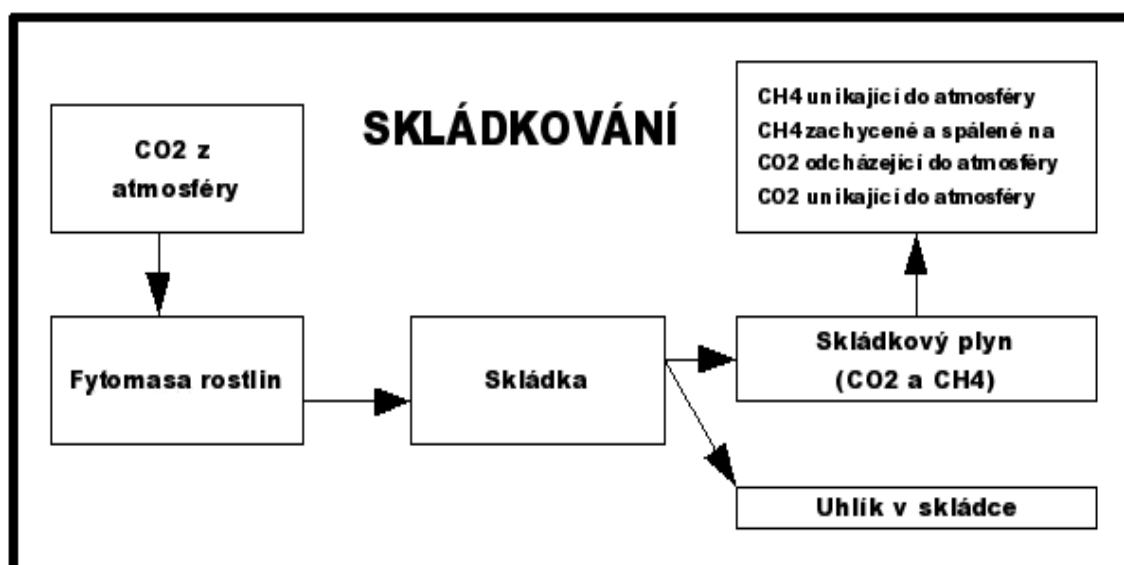 SKLÁDKOVÁNÍ
CO2 z
atmosféry
Fytomasa rostlin
Skládka
CH4 unikající do atmosféry
CH4 zachycené a spálené na
CO2 odcházející do atmosféry
CO2 unikající do atmosféry
Skládkový plyn
(CO2 a CH4)
Uhlík v skládce